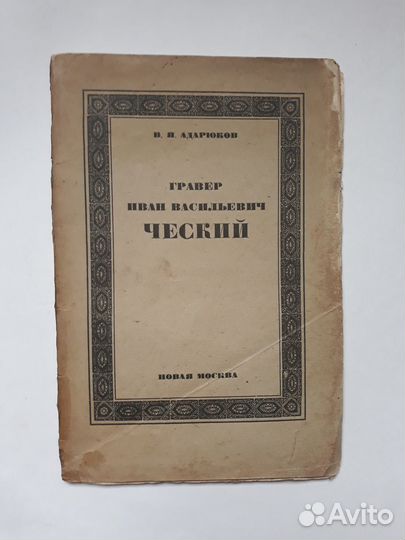 В. Я. АДАРЮКОВ
ГРАВЕР
ИВАН ВАСИЛЬЕВИЧ
ЧЕСКИЙ
НОВАЯ МОСКВА
Avito